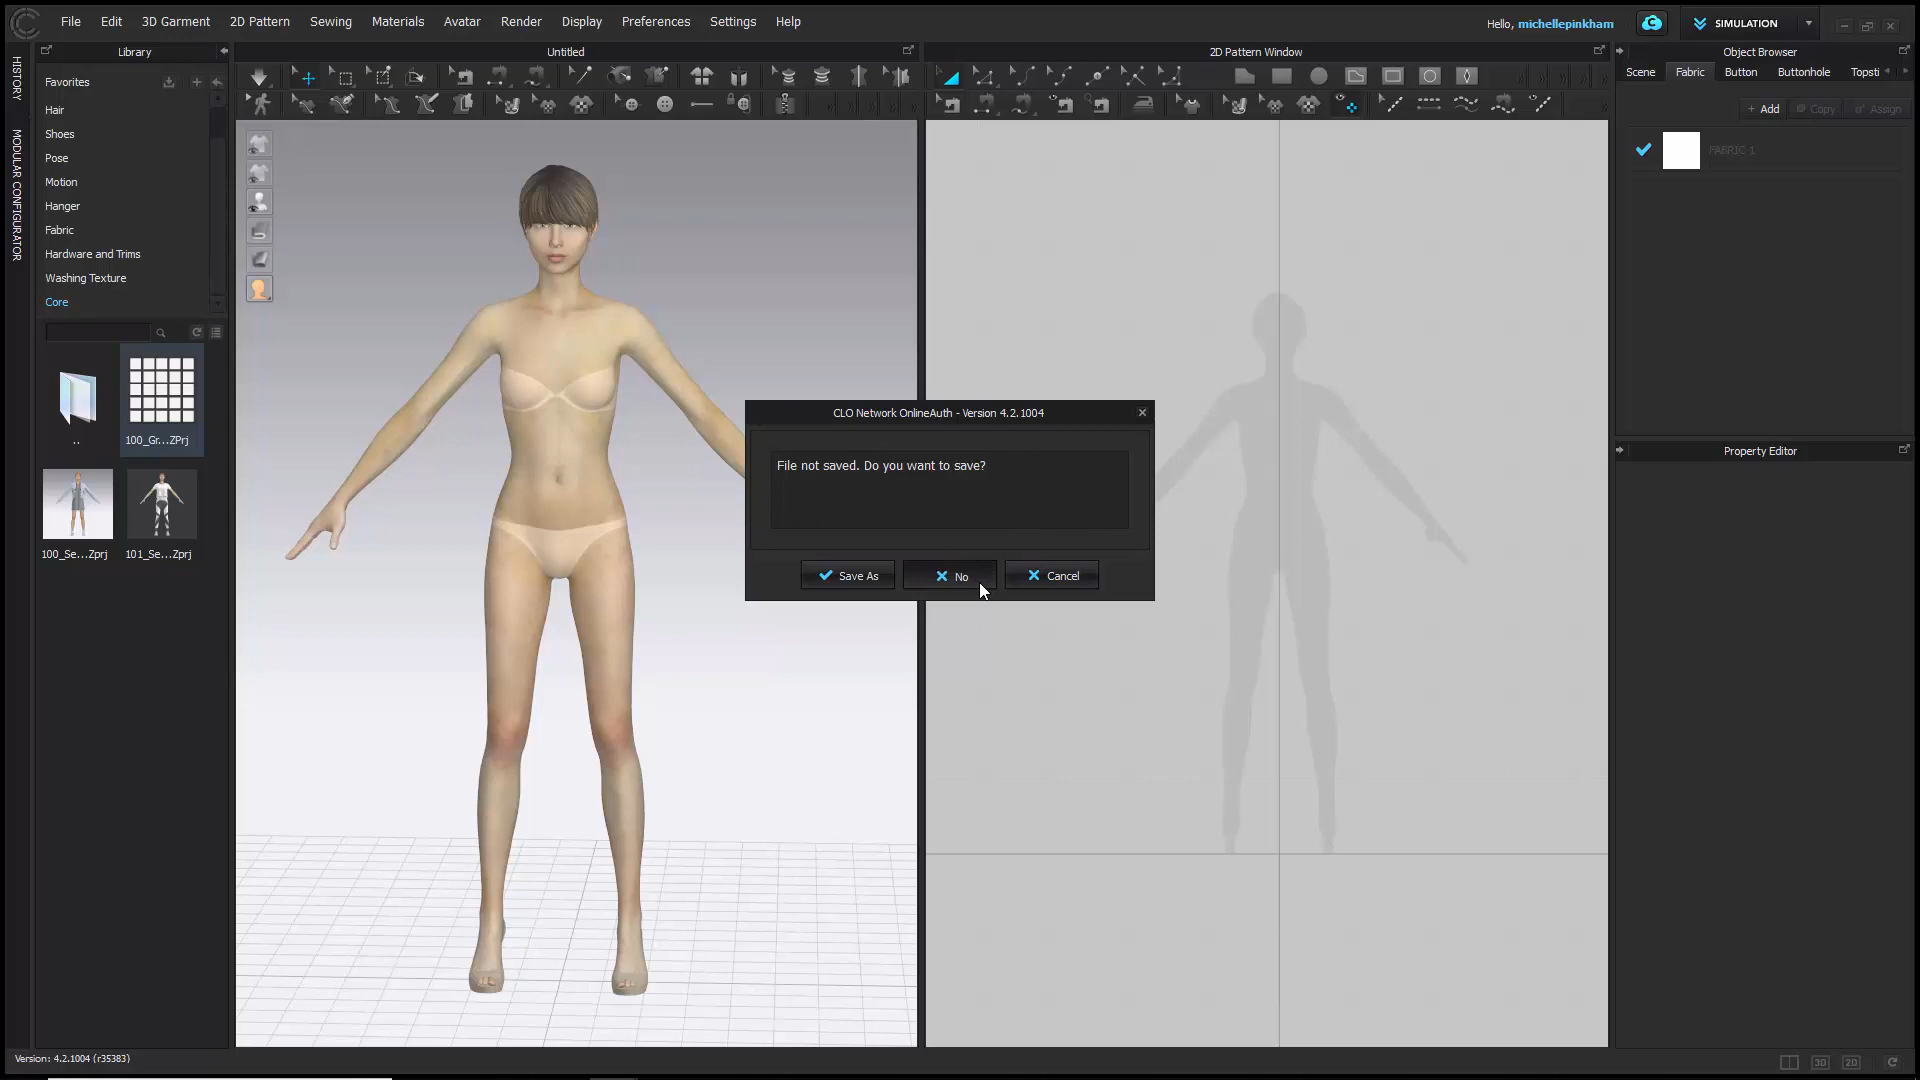 File Edit 3D Garment 2D Pattern Sewing Materials Avatar Render Display Preferences Settings Help
Hello, michellepinkham
SIMULATION
HISTORY
MODULAR CONFIGURATOR
Library
Untitled
2D Pattern Window
Object Browser
Scene Fabric Button Buttonhole Topsti
+ Add Copy Assign
FABRIC 1
Favorites
Hair
Shoes
Pose
Motion
Hanger
Fabric
Hardware and Trims
Washing Texture
Core
..
100_Gr...ZPrj
100_Se...Zprj
101_Se...Zprj
CLO Network OnlineAuth - Version 4.2.1004
File not saved. Do you want to save?
Save As
No
Cancel
Property Editor
Version: 4.2.1004 (r35383)
3D 2D